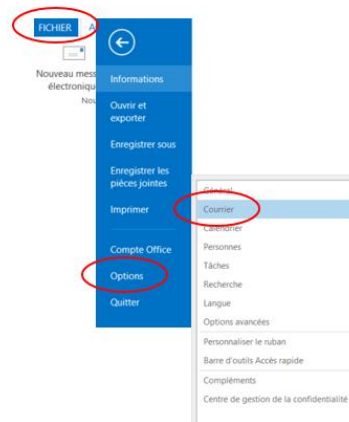 FICHIER
Nouveau mess
électroniqu
Nou
Informations
Ouvrir et
exporter
Enregistrer sous
Enregistrer les
pièces jointes
Imprimer
Compte Office
Options
Quitter
Général
Courrier
Calendrier
Personnes
Tâches
Recherche
Langue
Options avancées
Personnaliser le ruban
Barre d'outils Accès rapide
Compléments
Centre de gestion de la confidentialité